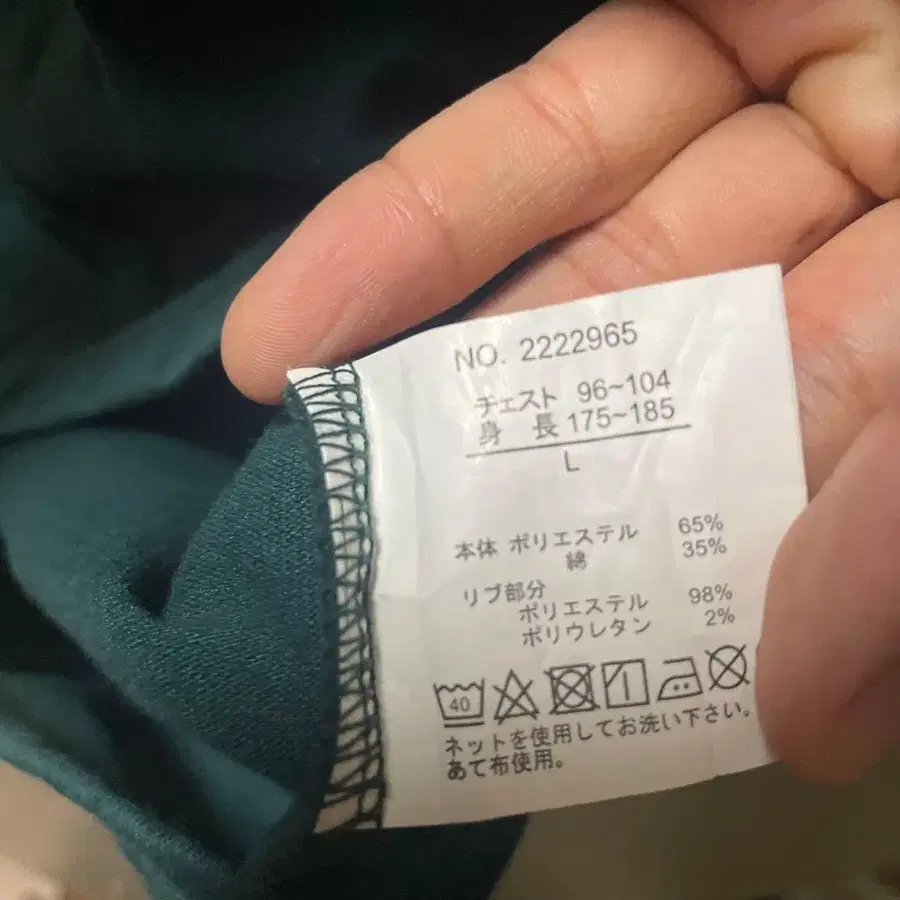 NO. 2222965
チェスト 96~104
身 長 175~185
L
本体 ポリエステル 65%
綿 35%
リブ部分
ポリエステル 98%
ポリウレタン 2%
40
ネットを使用してお洗い下さい。
あて布使用。